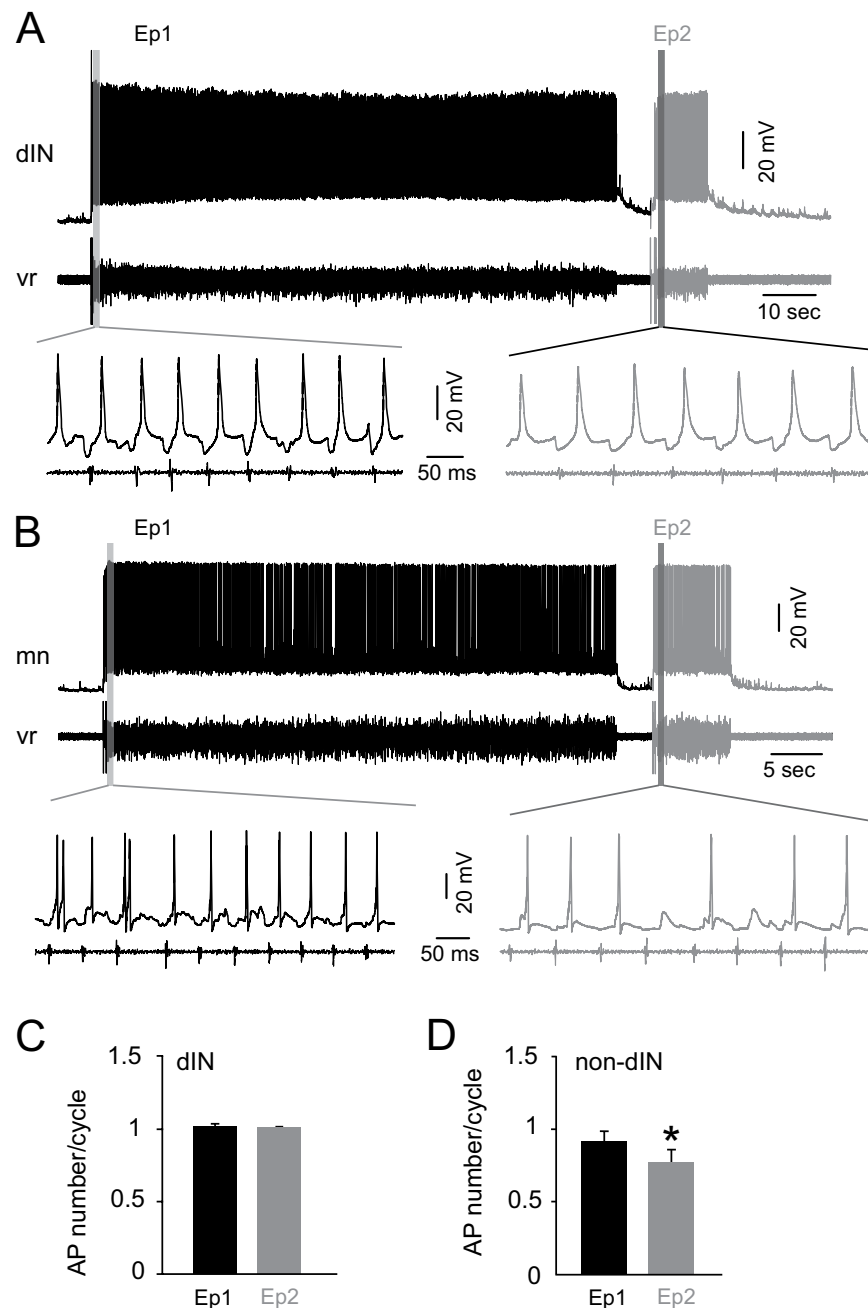 A
Ep1
Ep2
dIN
20 mV
vr
10 sec
20 mV
50 ms
B
Ep1
Ep2
mn
20 mV
vr
5 sec
20 mV
50 ms
C
1.5
dIN
AP number/cycle
1
0.5
0
Ep1
Ep2
D
1.5
non-dIN
AP number/cycle
1
*
0.5
0
Ep1
Ep2